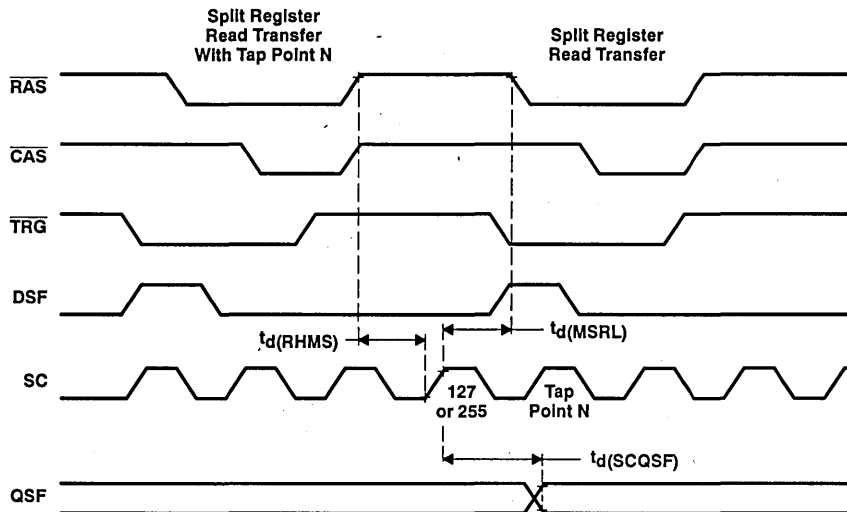 Split Register
Read Transfer
With Tap Point N
Split Register
Read Transfer
RAS
CAS
TRG
DSF
td(RHMS)
td(MSRL)
SC
127
or 255
Tap
Point N
td(SCQSF)
QSF